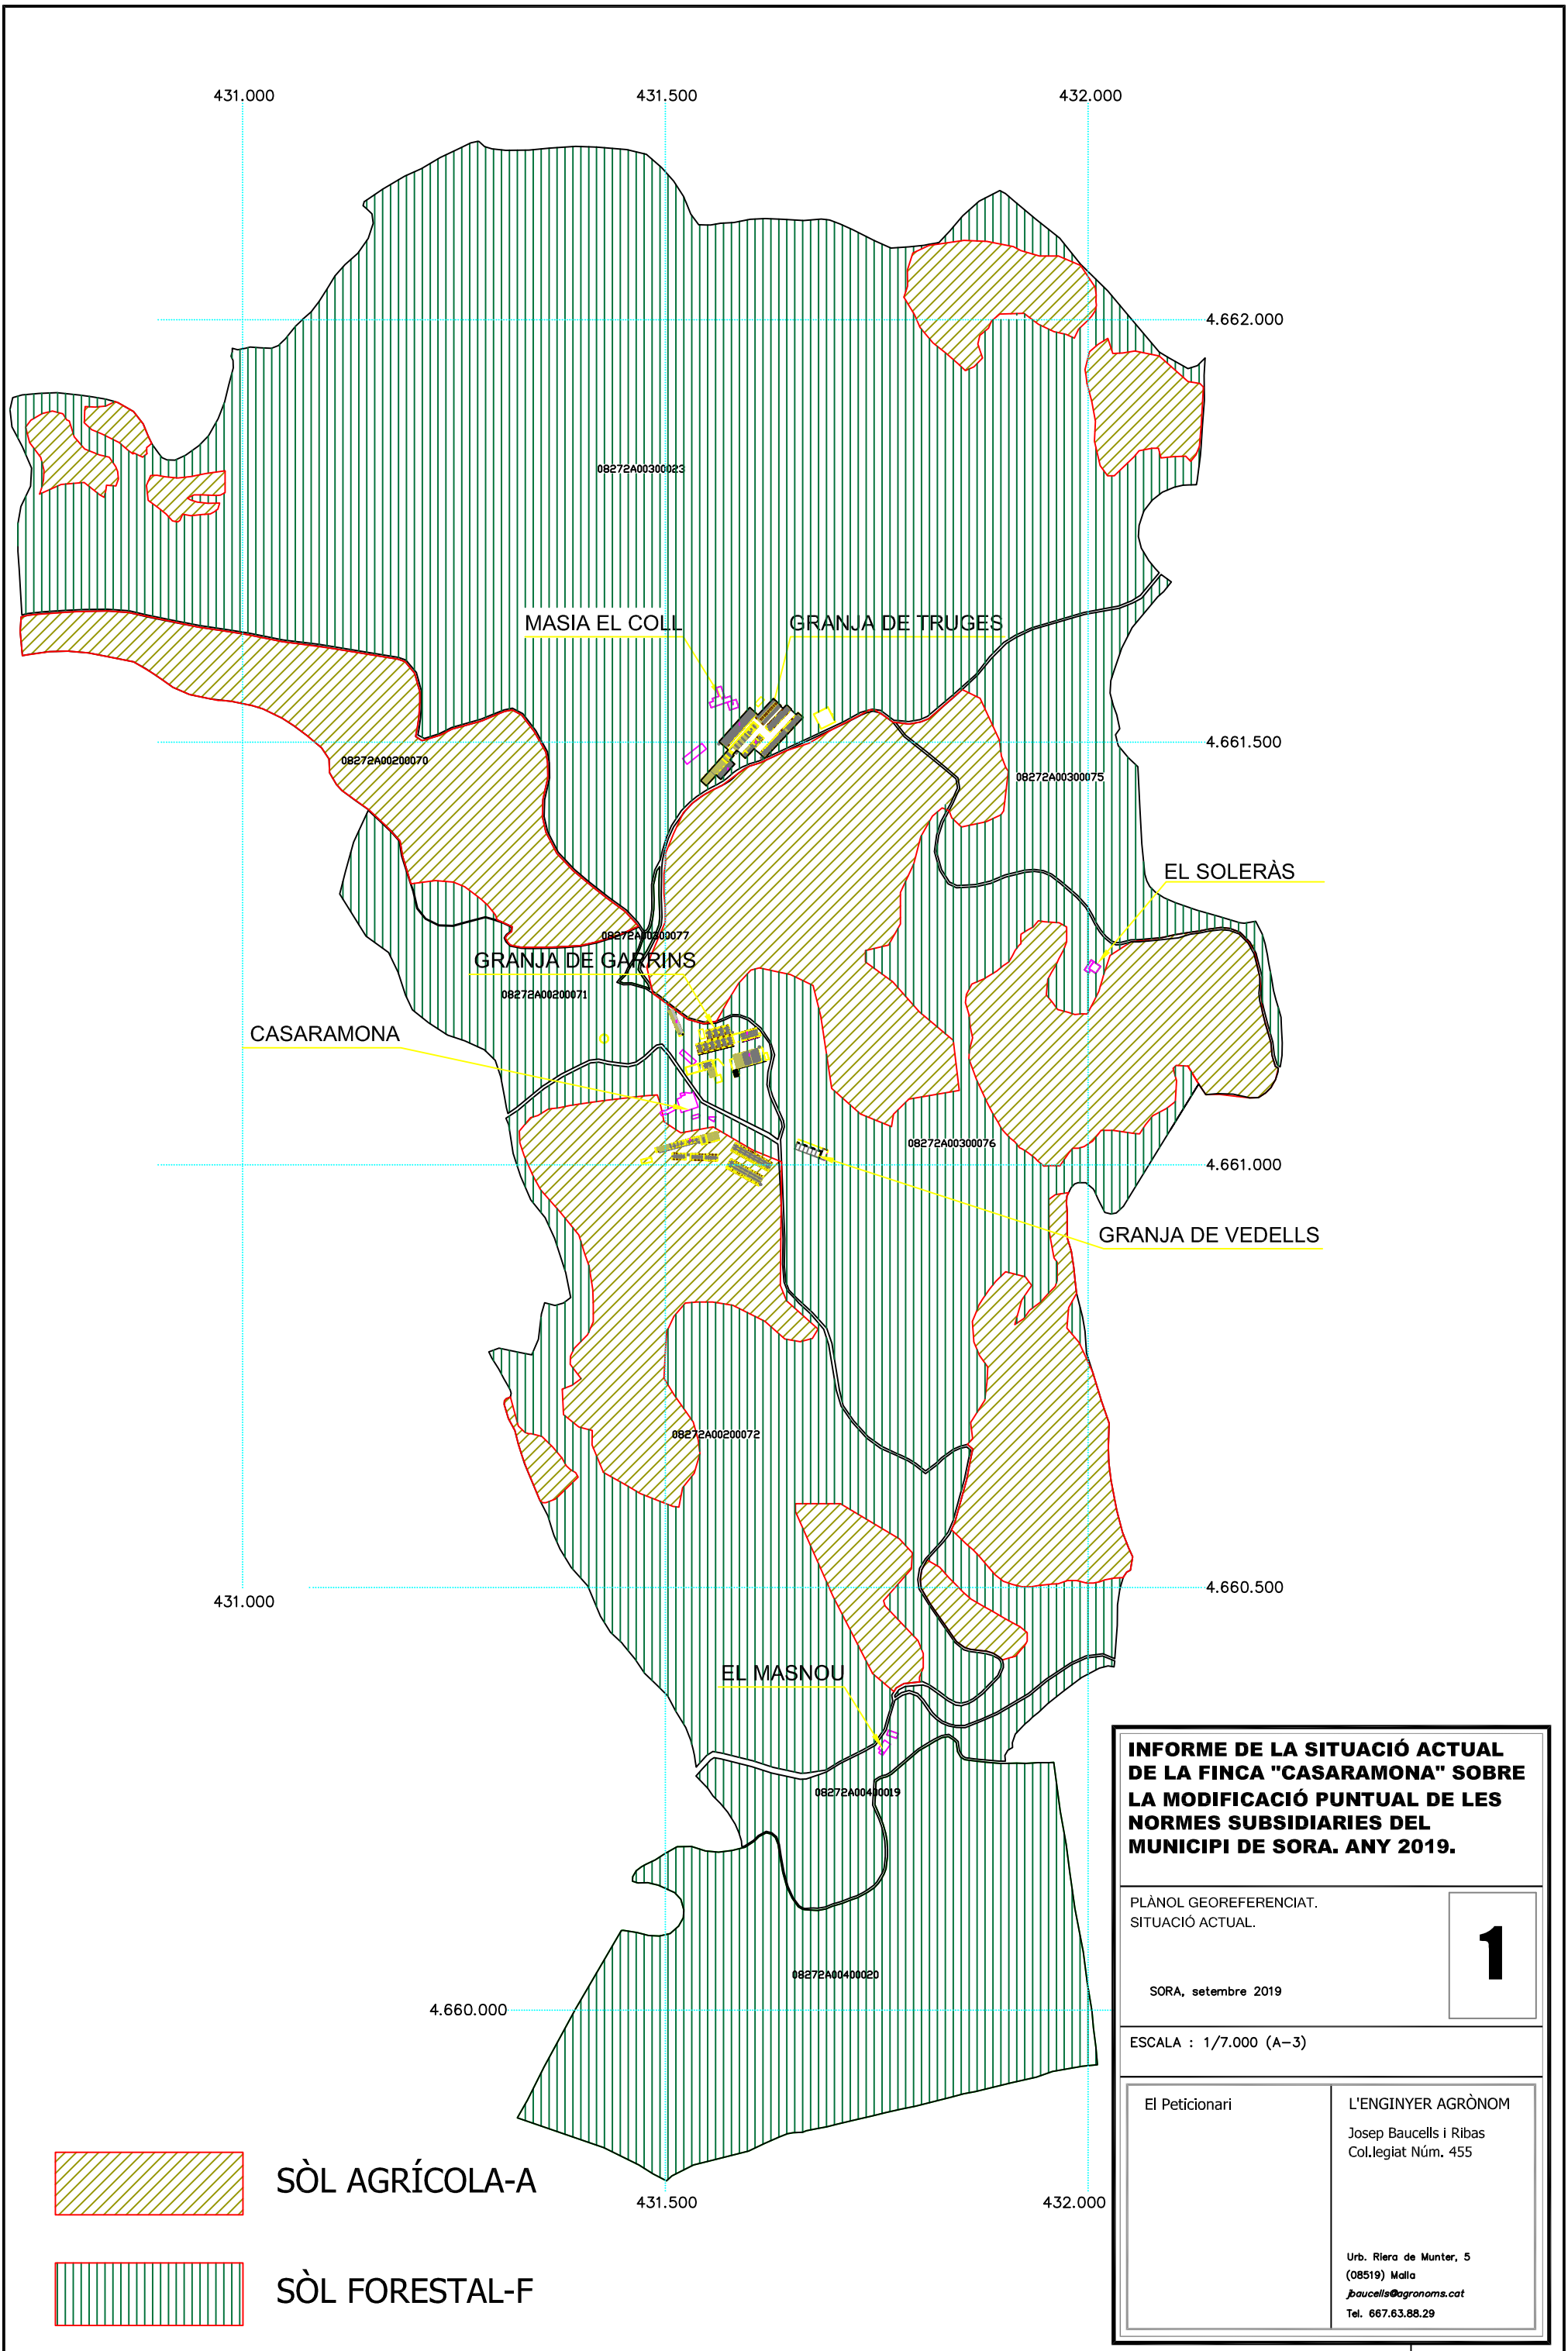 431.000
431.500
432.000
4.662.000
08272A00300023
MASIA EL COLL
GRANJA DE TRUGES
4.661.500
08272A00200070
08272A00300075
EL SOLERÀS
08272A00300077
GRANJA DE GARRINS
08272A00200071
CASARAMONA
08272A00300076
4.661.000
GRANJA DE VEDELLS
08272A00200072
4.660.500
431.000
EL MASNOU
08272A00400019
08272A00400020
4.660.000
431.500
432.000
SÒL AGRÍCOLA-A
SÒL FORESTAL-F
INFORME DE LA SITUACIÓ ACTUAL
DE LA FINCA "CASARAMONA" SOBRE
LA MODIFICACIÓ PUNTUAL DE LES
NORMES SUBSIDIARIES DEL
MUNICIPI DE SORA. ANY 2019.
PLÀNOL GEOREFERENCIAT.
SITUACIÓ ACTUAL.
1
SORA, setembre 2019
ESCALA : 1/7.000 (A-3)
El Peticionari
L'ENGINYER AGRÒNOM
Josep Baucells i Ribas
Col.legiat Núm. 455
Urb. Riera de Munter, 5
(08519) Malla
jbaucells@agronoms.cat
Tel. 667.63.88.29